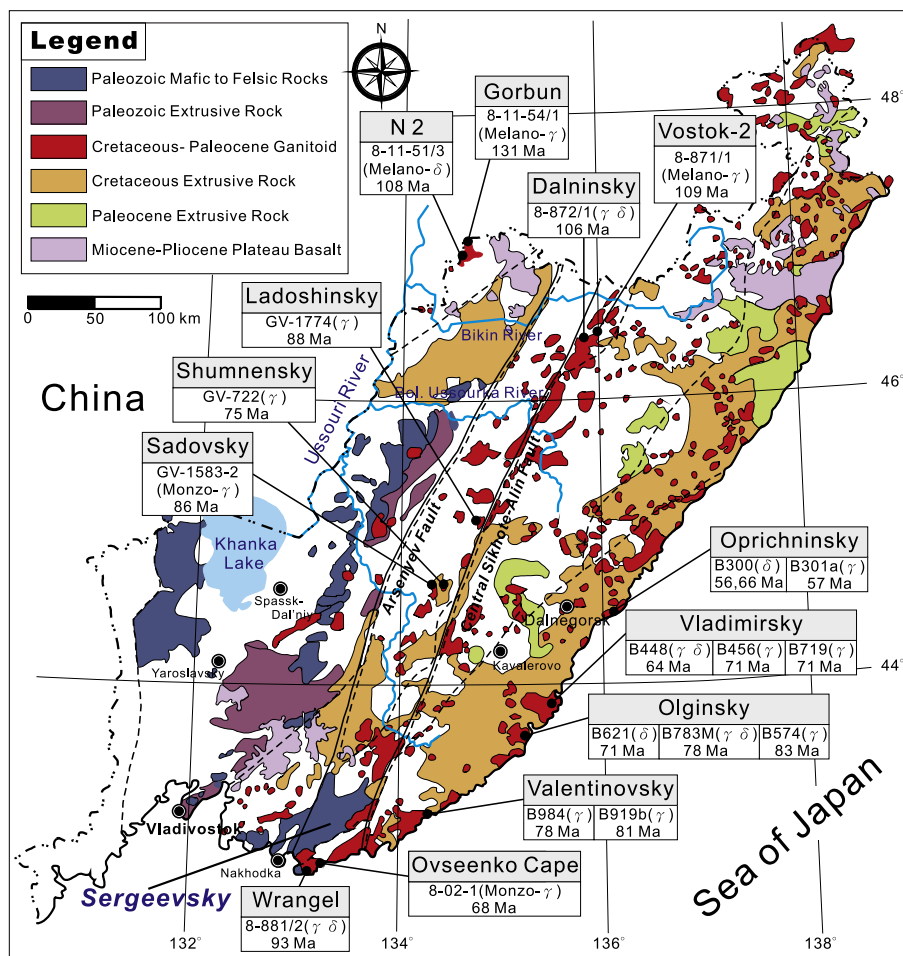 Legend
Paleozoic Mafic to Felsic Rocks
Paleozoic Extrusive Rock
Cretaceous- Paleocene Ganitoid
Cretaceous Extrusive Rock
Paleocene Extrusive Rock
Miocene-Pliocene Plateau Basalt
0 50 100 km
N
N 2
8-11-51/3
(Melano-δ)
108 Ma
Gorbun
8-11-54/1
(Melano-γ)
131 Ma
Vostok-2
8-871/1
(Melano-γ)
109 Ma
Dalninsky
8-872/1(γ δ)
106 Ma
Ladoshinsky
GV-1774(γ)
88 Ma
Shumnensky
GV-722(γ)
75 Ma
Sadovsky
GV-1583-2
(Monzo-γ)
86 Ma
China
Ussouri River
Bikin River
Bol. Ussourka River
Khanka
Lake
Spassk-
Dal'niy
Yaroslavsky
Arsenyev Fault
Central Sikhote Alin Fault
Dalnegorsk
Kavalerovo
Oprichninsky
B300(δ) B301a(γ)
56,66 Ma 57 Ma
Vladimirsky
B448(γ δ) B456(γ) B719(γ)
64 Ma 71 Ma 71 Ma
Olginsky
B621(δ) B783M(γ δ) B574(γ)
71 Ma 78 Ma 83 Ma
Valentinovsky
B984(γ) B919b(γ)
78 Ma 81 Ma
Ovseenko Cape
8-02-1(Monzo-γ)
68 Ma
Wrangel
8-881/2(γ δ)
93 Ma
Vladivostok
Nakhodka
Sergeevsky
Sea of Japan
48°
46°
44°
132° 134° 136° 138°